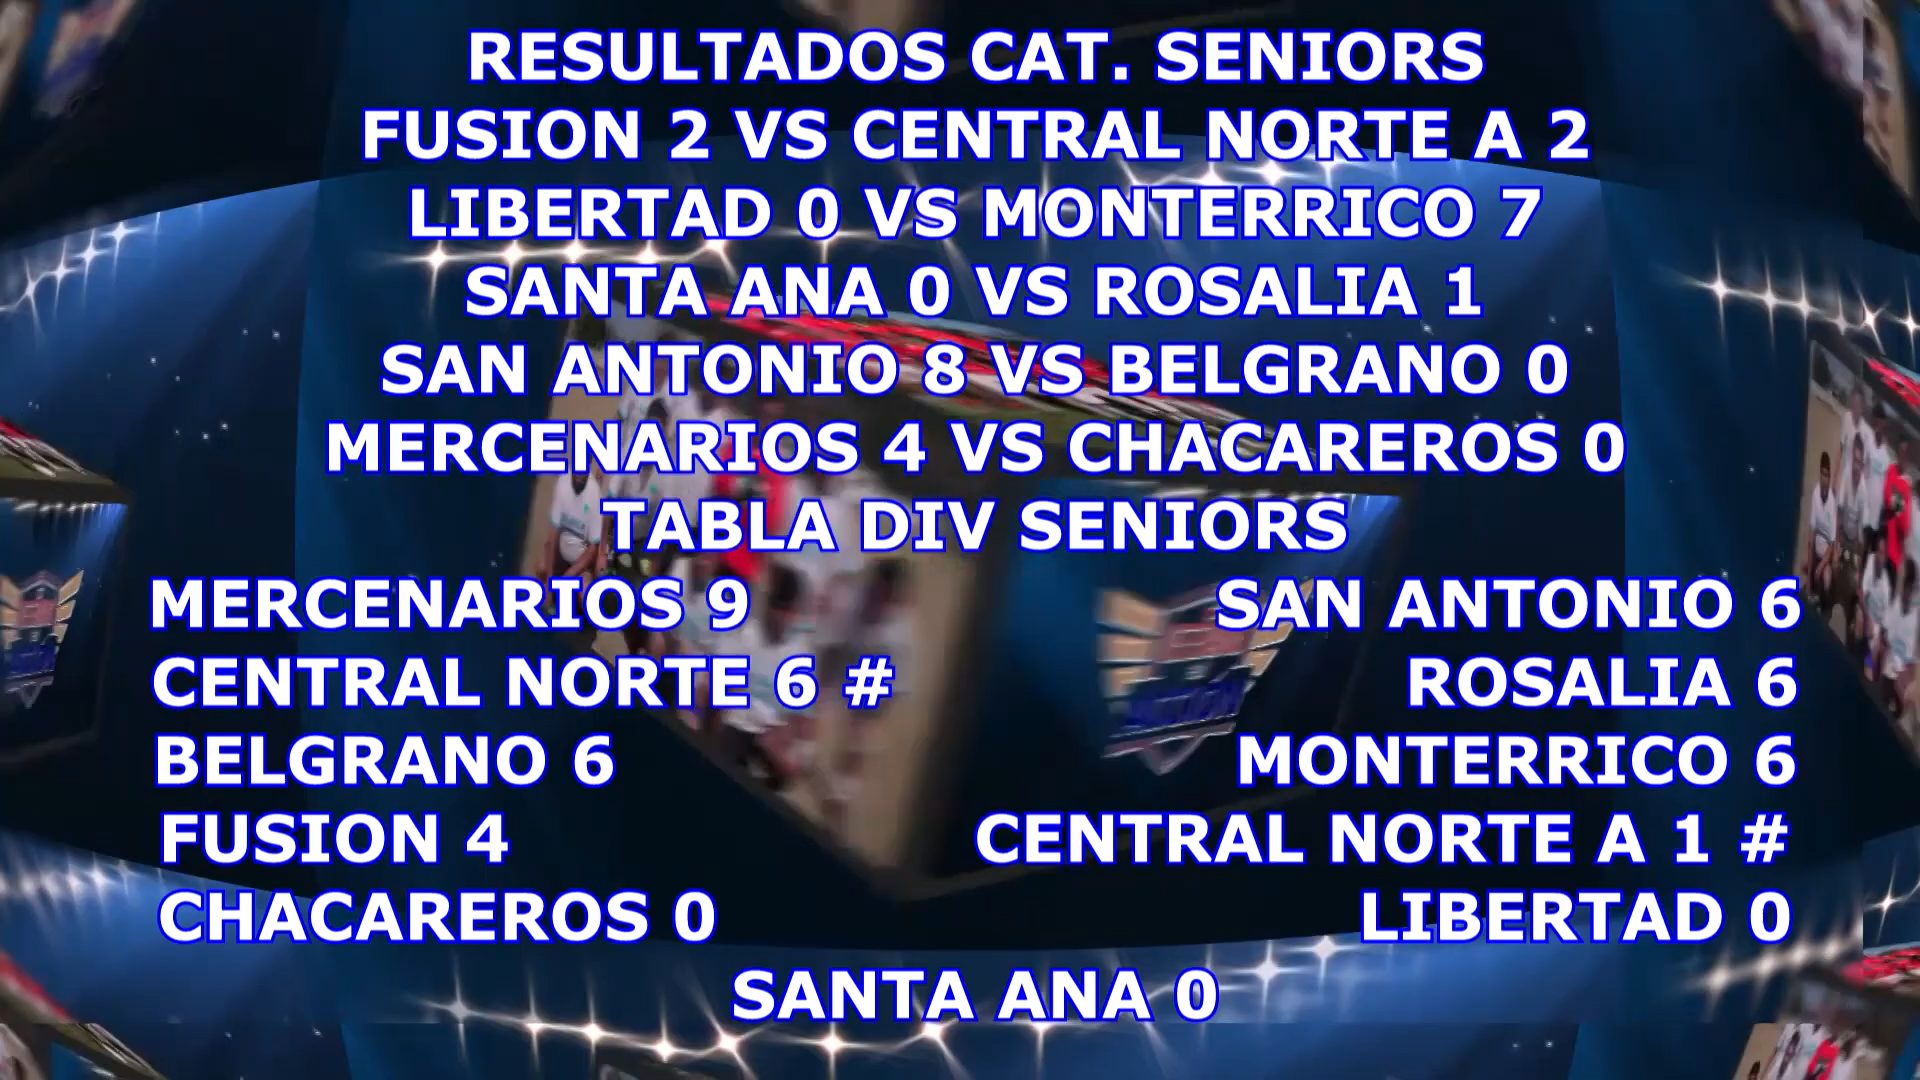 RESULTADOS CAT. SENIORS
FUSION 2 VS CENTRAL NORTE A 2
LIBERTAD 0 VS MONTERRICO 7
SANTA ANA 0 VS ROSALIA 1
SAN ANTONIO 8 VS BELGRANO 0
MERCENARIOS 4 VS CHACAREROS 0
TABLA DIV SENIORS
MERCENARIOS 9 SAN ANTONIO 6
CENTRAL NORTE 6 # ROSALIA 6
BELGRANO 6 MONTERRICO 6
FUSION 4 CENTRAL NORTE A 1 #
CHACAREROS 0 LIBERTAD 0
SANTA ANA 0